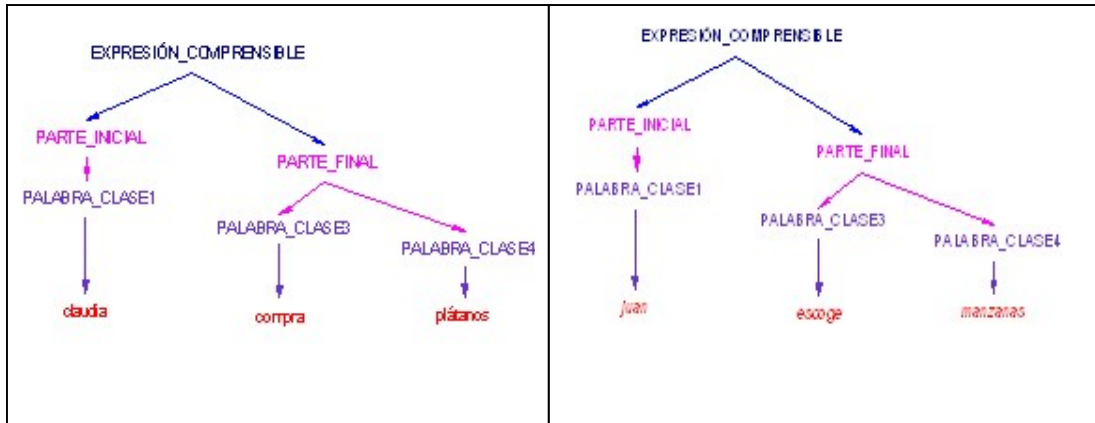 EXPRESIÓN_COMPRENSIBLE
PARTE_INICIAL
PARTE_FINAL
PALABRA_CLASE1
PALABRA_CLASE3
PALABRA_CLASE4
claudia
compra
plátanos
EXPRESIÓN_COMPRENSIBLE
PARTE_INICIAL
PARTE_FINAL
PALABRA_CLASE1
PALABRA_CLASE3
PALABRA_CLASE4
juan
escoge
manzanas